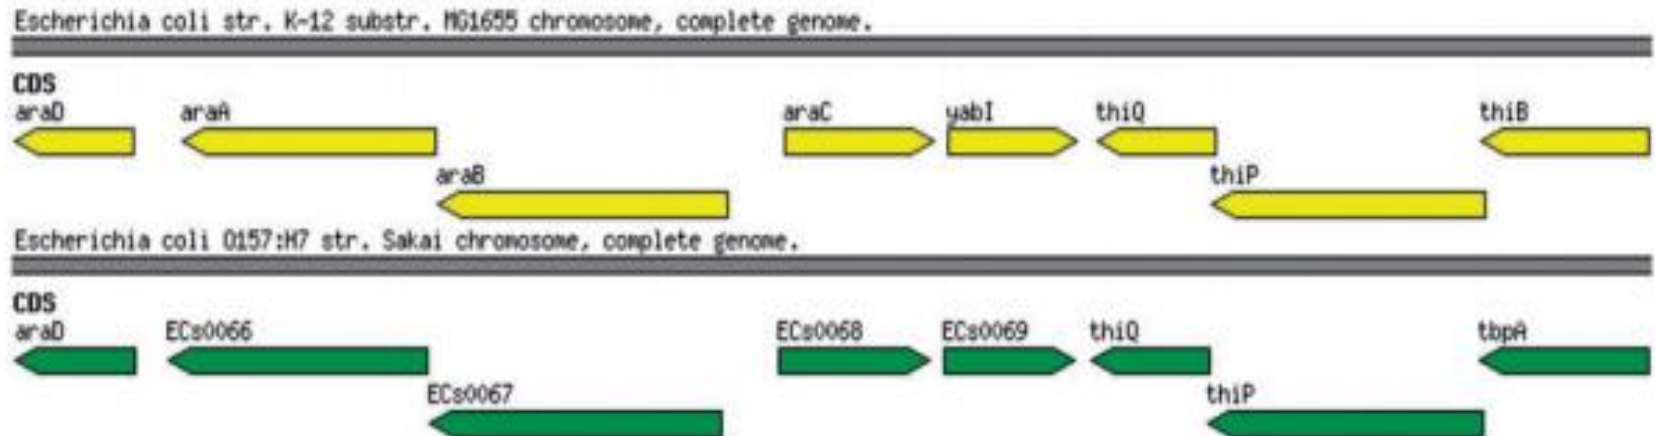 Escherichia coli str. K-12 substr. MG1655 chromosome, complete genome.
CDS
araD araA araC yabI thiQ thiB
araB thiP
Escherichia coli O157:H7 str. Sakai chromosome, complete genome.
CDS
araD ECs0066 ECs0068 ECs0069 thiQ tbpA
ECs0067 thiP